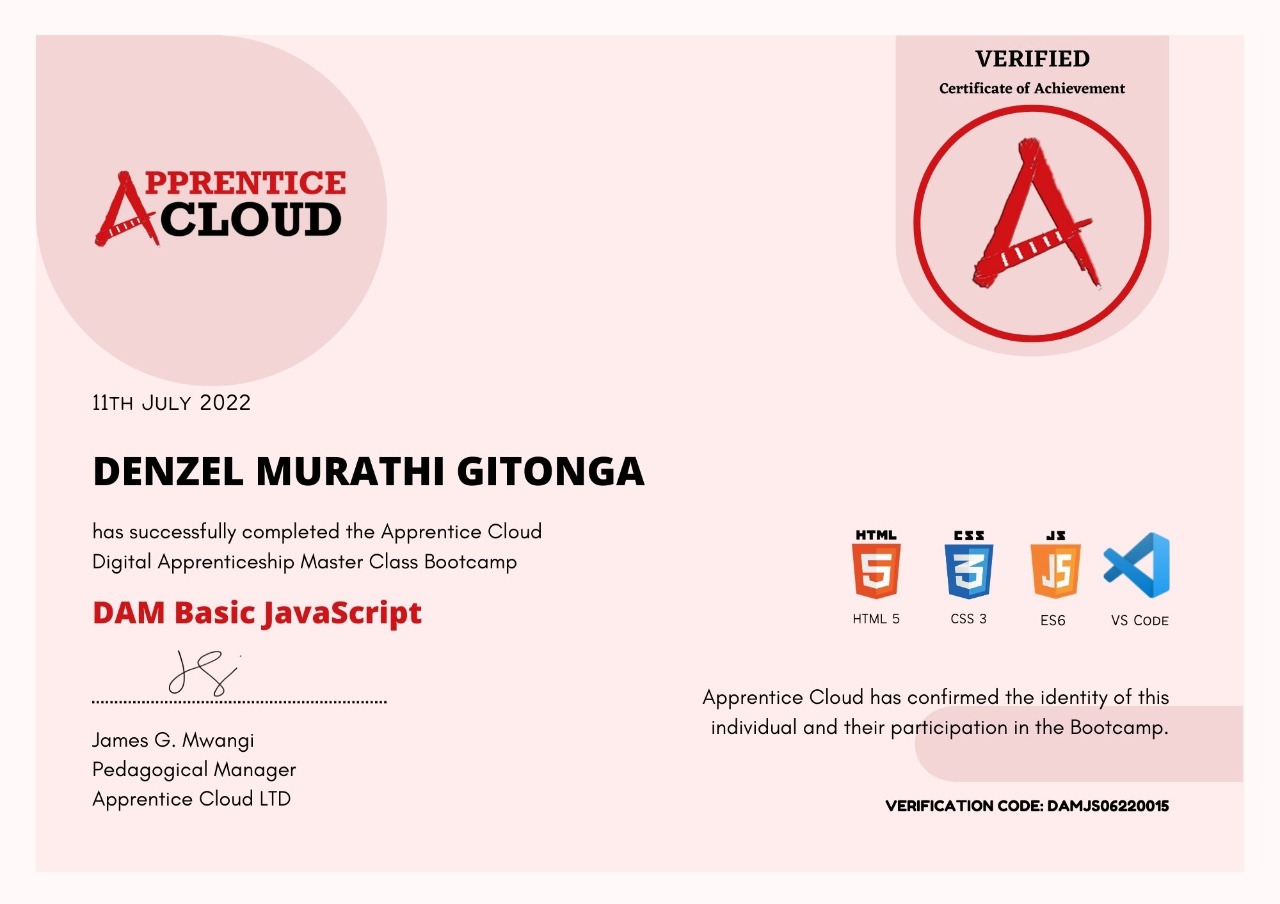 VERIFIED
Certificate of Achievement
APPRENTICE
CLOUD
11TH JULY 2022
DENZEL MURATHI GITONGA
has successfully completed the Apprentice Cloud
Digital Apprenticeship Master Class Bootcamp
DAM Basic JavaScript
HTML CSS JS
5 3 JS
HTML 5 CSS 3 ES6 VS CODE
James G. Mwangi
Pedagogical Manager
Apprentice Cloud LTD
Apprentice Cloud has confirmed the identity of this
individual and their participation in the Bootcamp.
VERIFICATION CODE: DAMJS06220015